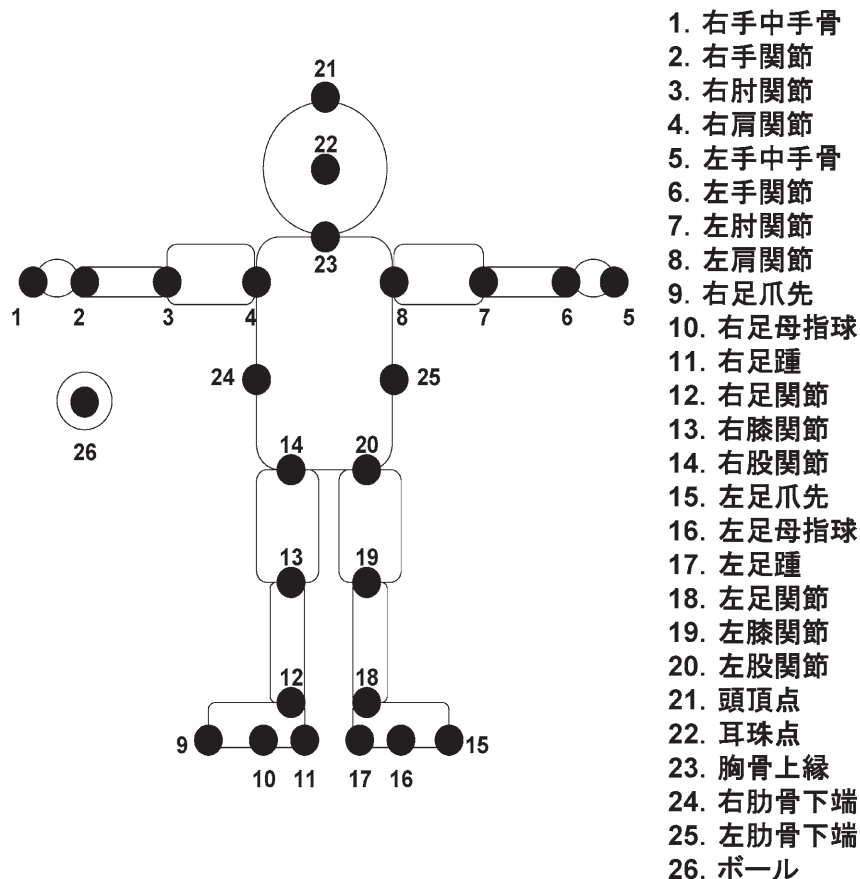 21
22
23
1 2 3 4 8 7 6 5
24 25
26
14 20
13 19
12 18
9 15
10 11 17 16
1. 右手中手骨
2. 右手関節
3. 右肘関節
4. 右肩関節
5. 左手中手骨
6. 左手関節
7. 左肘関節
8. 左肩関節
9. 右足爪先
10. 右足母指球
11. 右足踵
12. 右足関節
13. 右膝関節
14. 右股関節
15. 左足爪先
16. 左足母指球
17. 左足踵
18. 左足関節
19. 左膝関節
20. 左股関節
21. 頭頂点
22. 耳珠点
23. 胸骨上縁
24. 右肋骨下端
25. 左肋骨下端
26. ボール